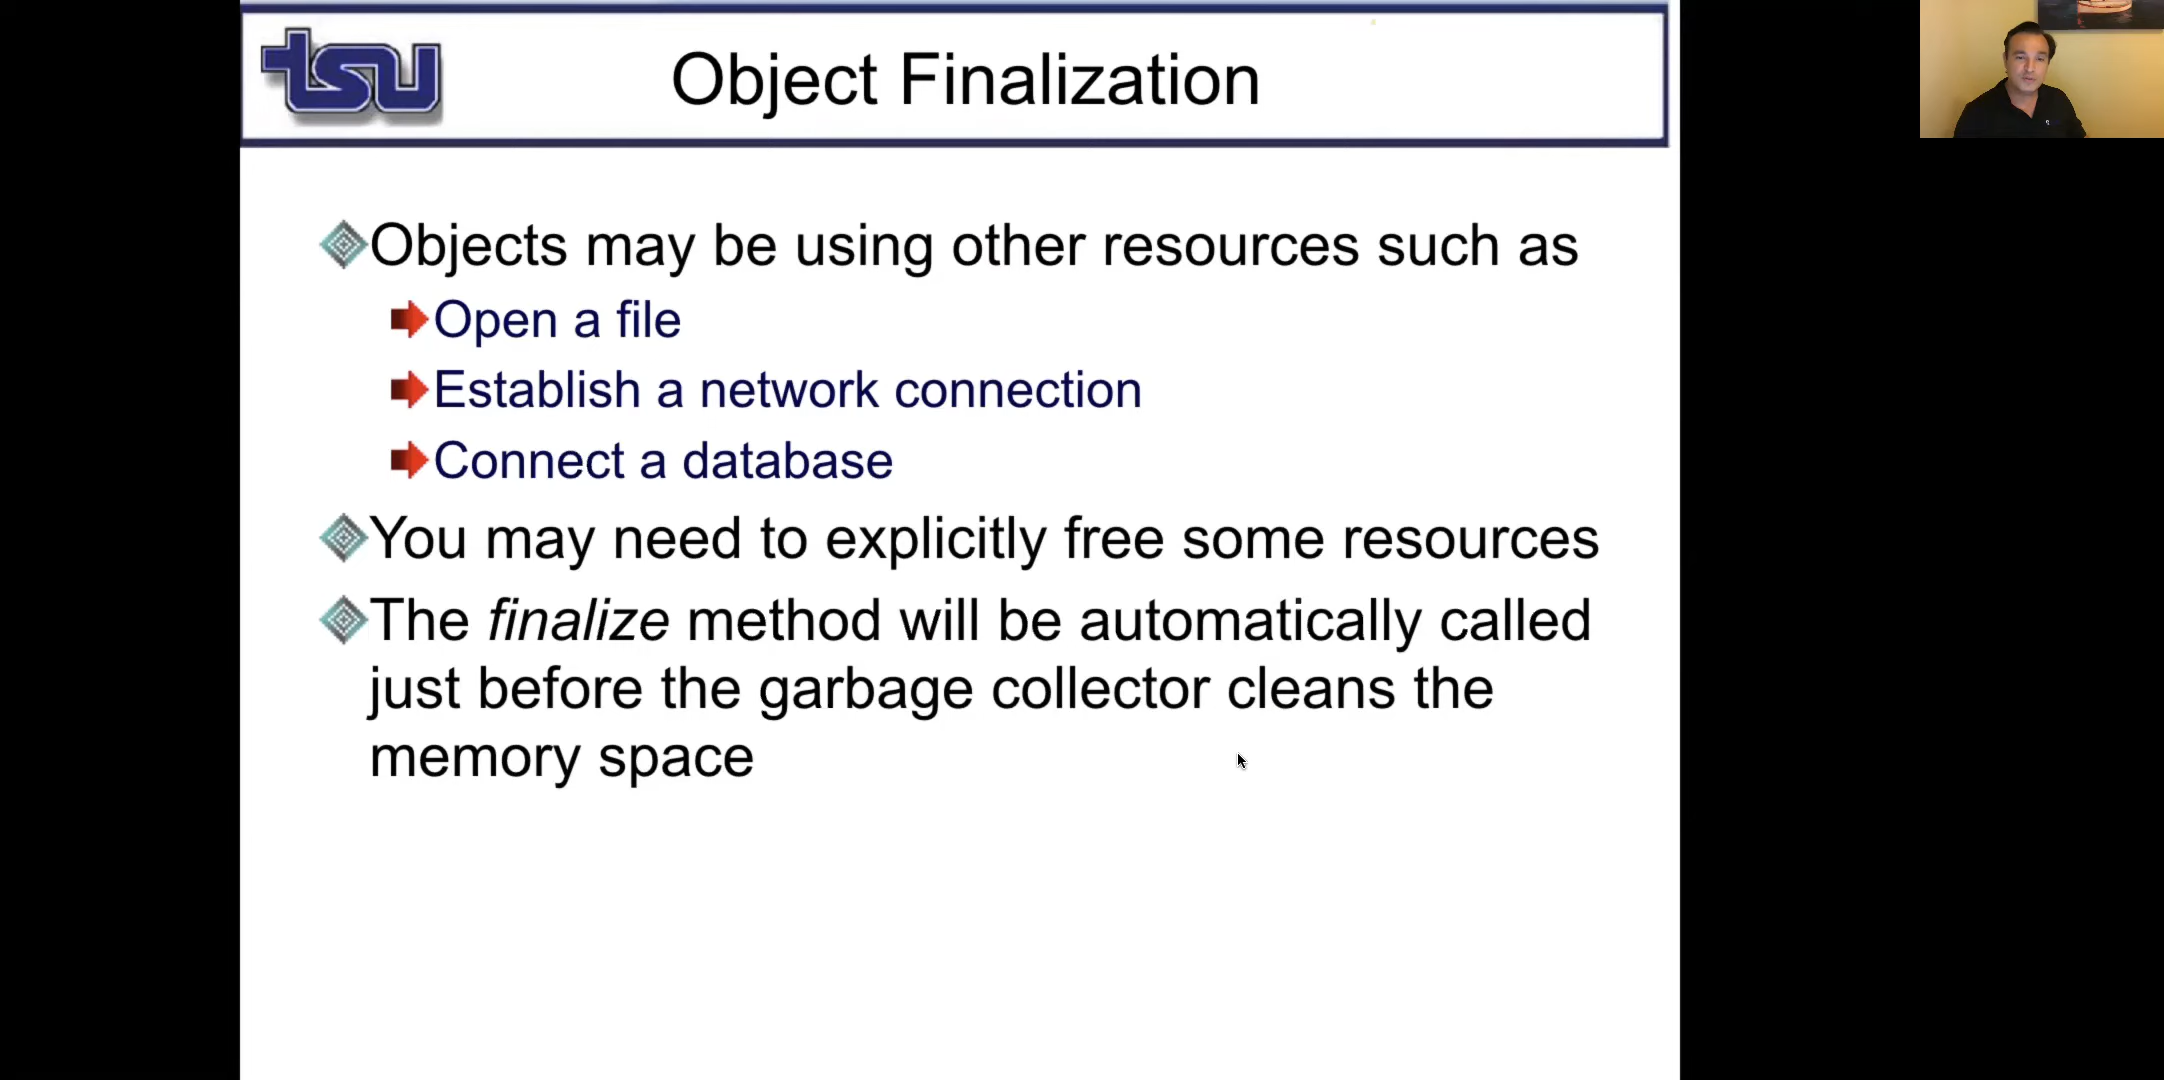 tsu
Object Finalization
Objects may be using other resources such as
Open a file
Establish a network connection
Connect a database
You may need to explicitly free some resources
The finalize method will be automatically called
just before the garbage collector cleans the
memory space